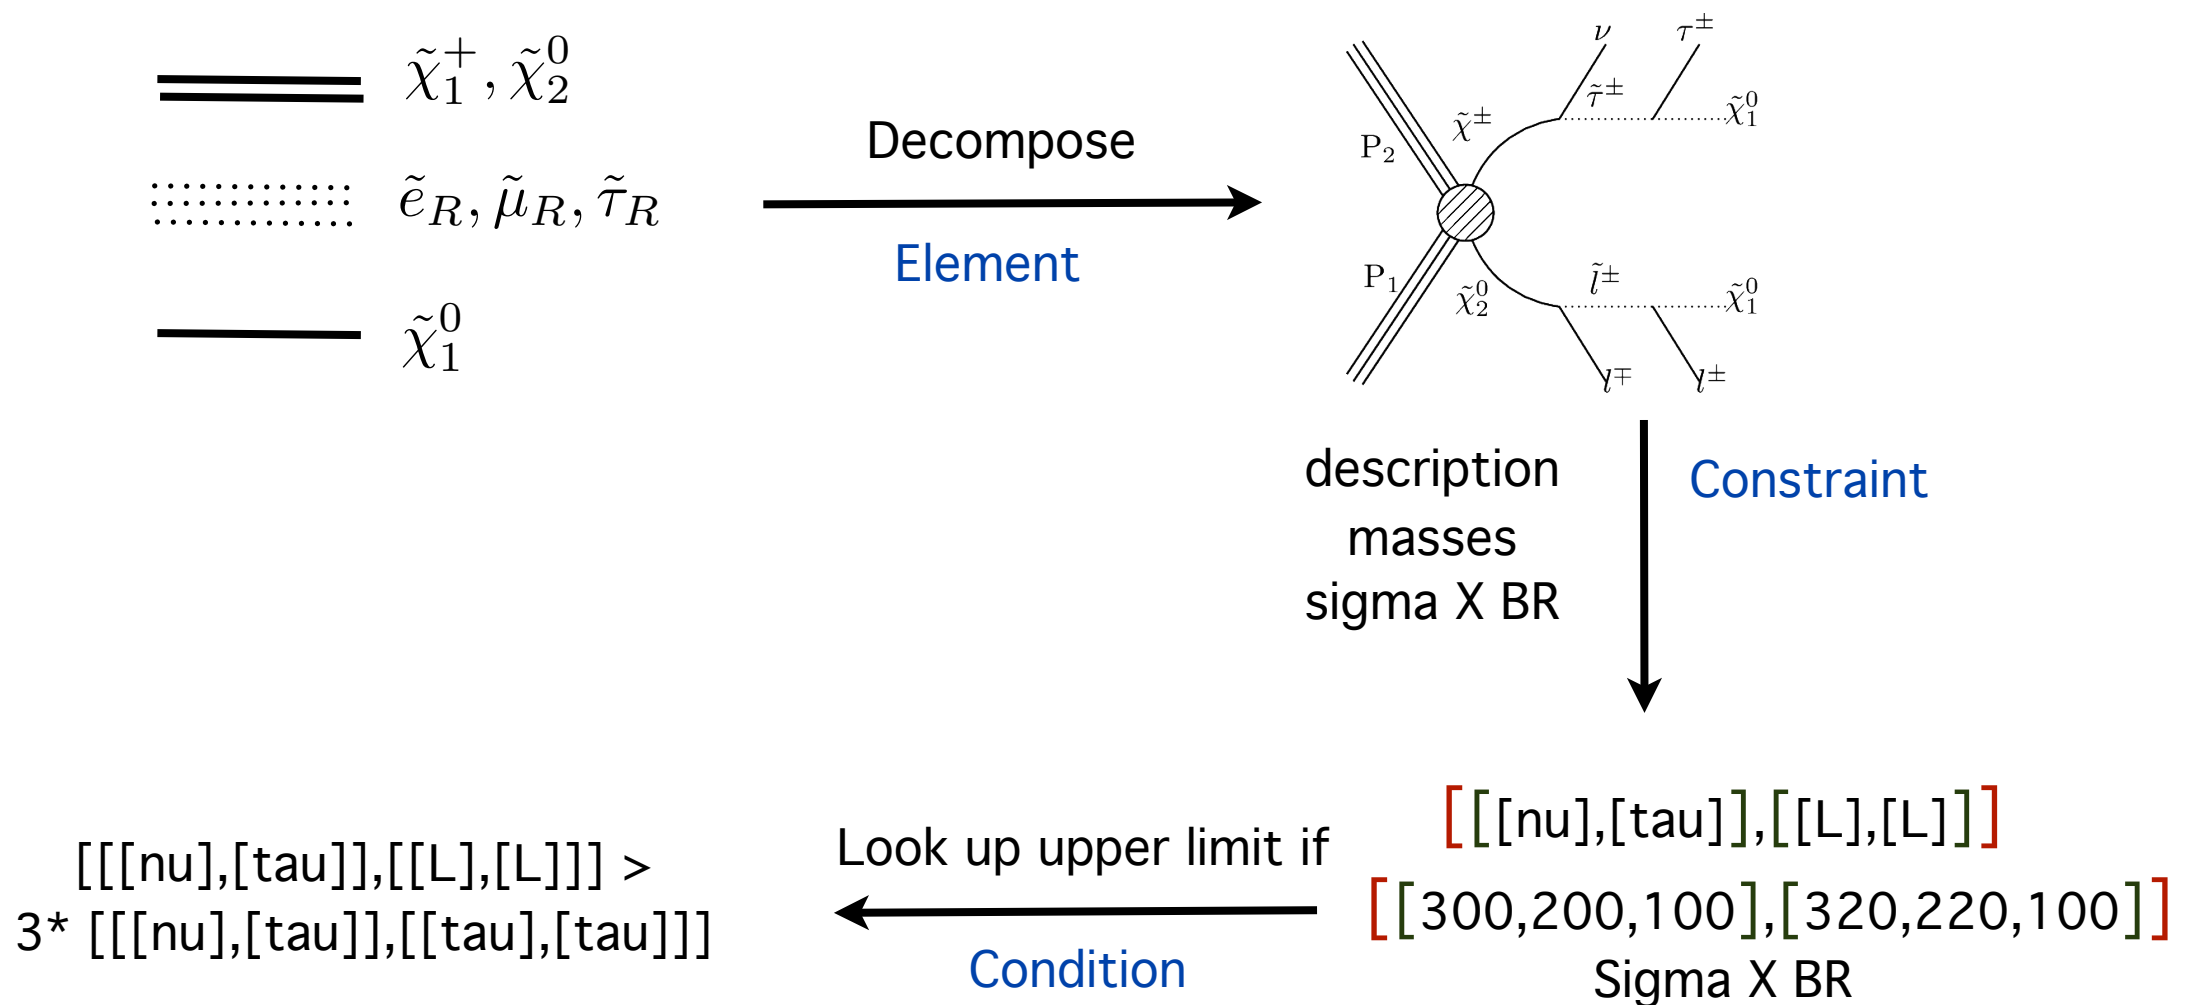 χ̃₁⁺, χ̃₂⁰
ẽ_R, μ̃_R, τ̃_R
χ̃₁⁰
Decompose
Element
ν
τ±
τ̃±
χ̃₁⁰
χ̃±
P₂
P₁
χ̃₂⁰
l̃±
χ̃₁⁰
l∓
l±
description
masses
sigma X BR
Constraint
[[[nu],[tau]],[[L],[L]]]
[[300,200,100],[320,220,100]]
Sigma X BR
Look up upper limit if
Condition
[[[nu],[tau]],[[L],[L]]] >
3* [[[nu],[tau]],[[tau],[tau]]]